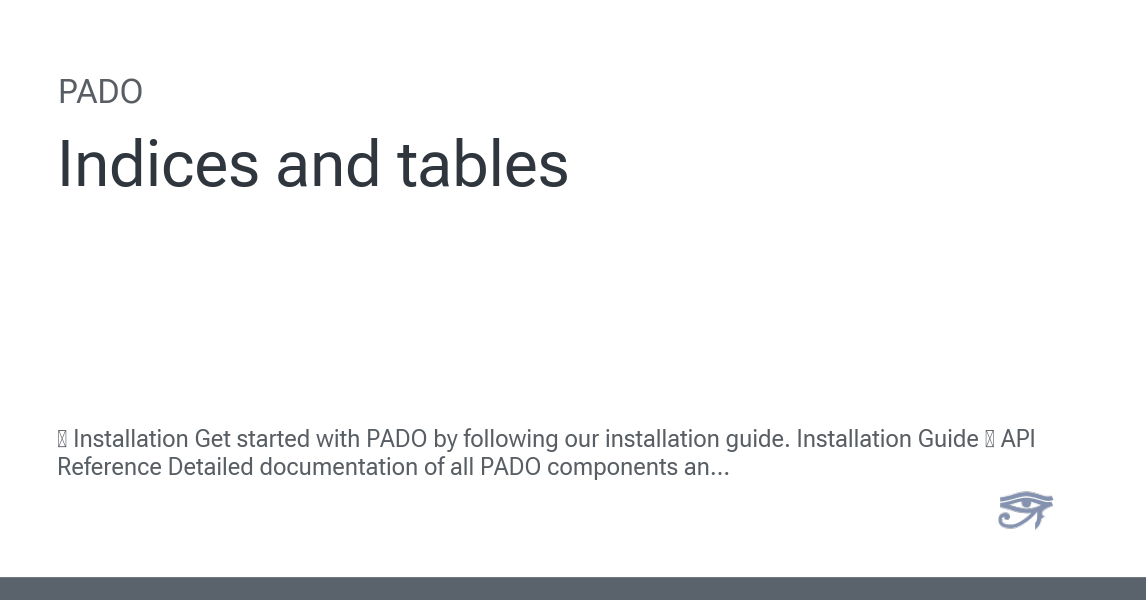 PADO
Indices and tables
Installation Get started with PADO by following our installation guide. Installation Guide API
Reference Detailed documentation of all PADO components an...